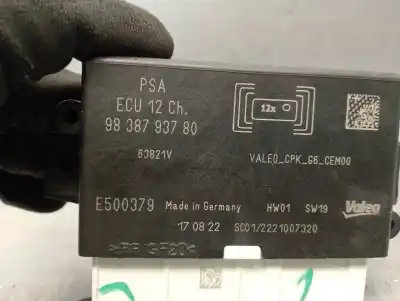 PSA
ECU 12 Ch.
12x
98 387 937 80
63821V
VALEO_CPK_G6_CEM00
E500379
Made in Germany
HW01 SW19
Valeo
17 08 22
SC01/2221007320